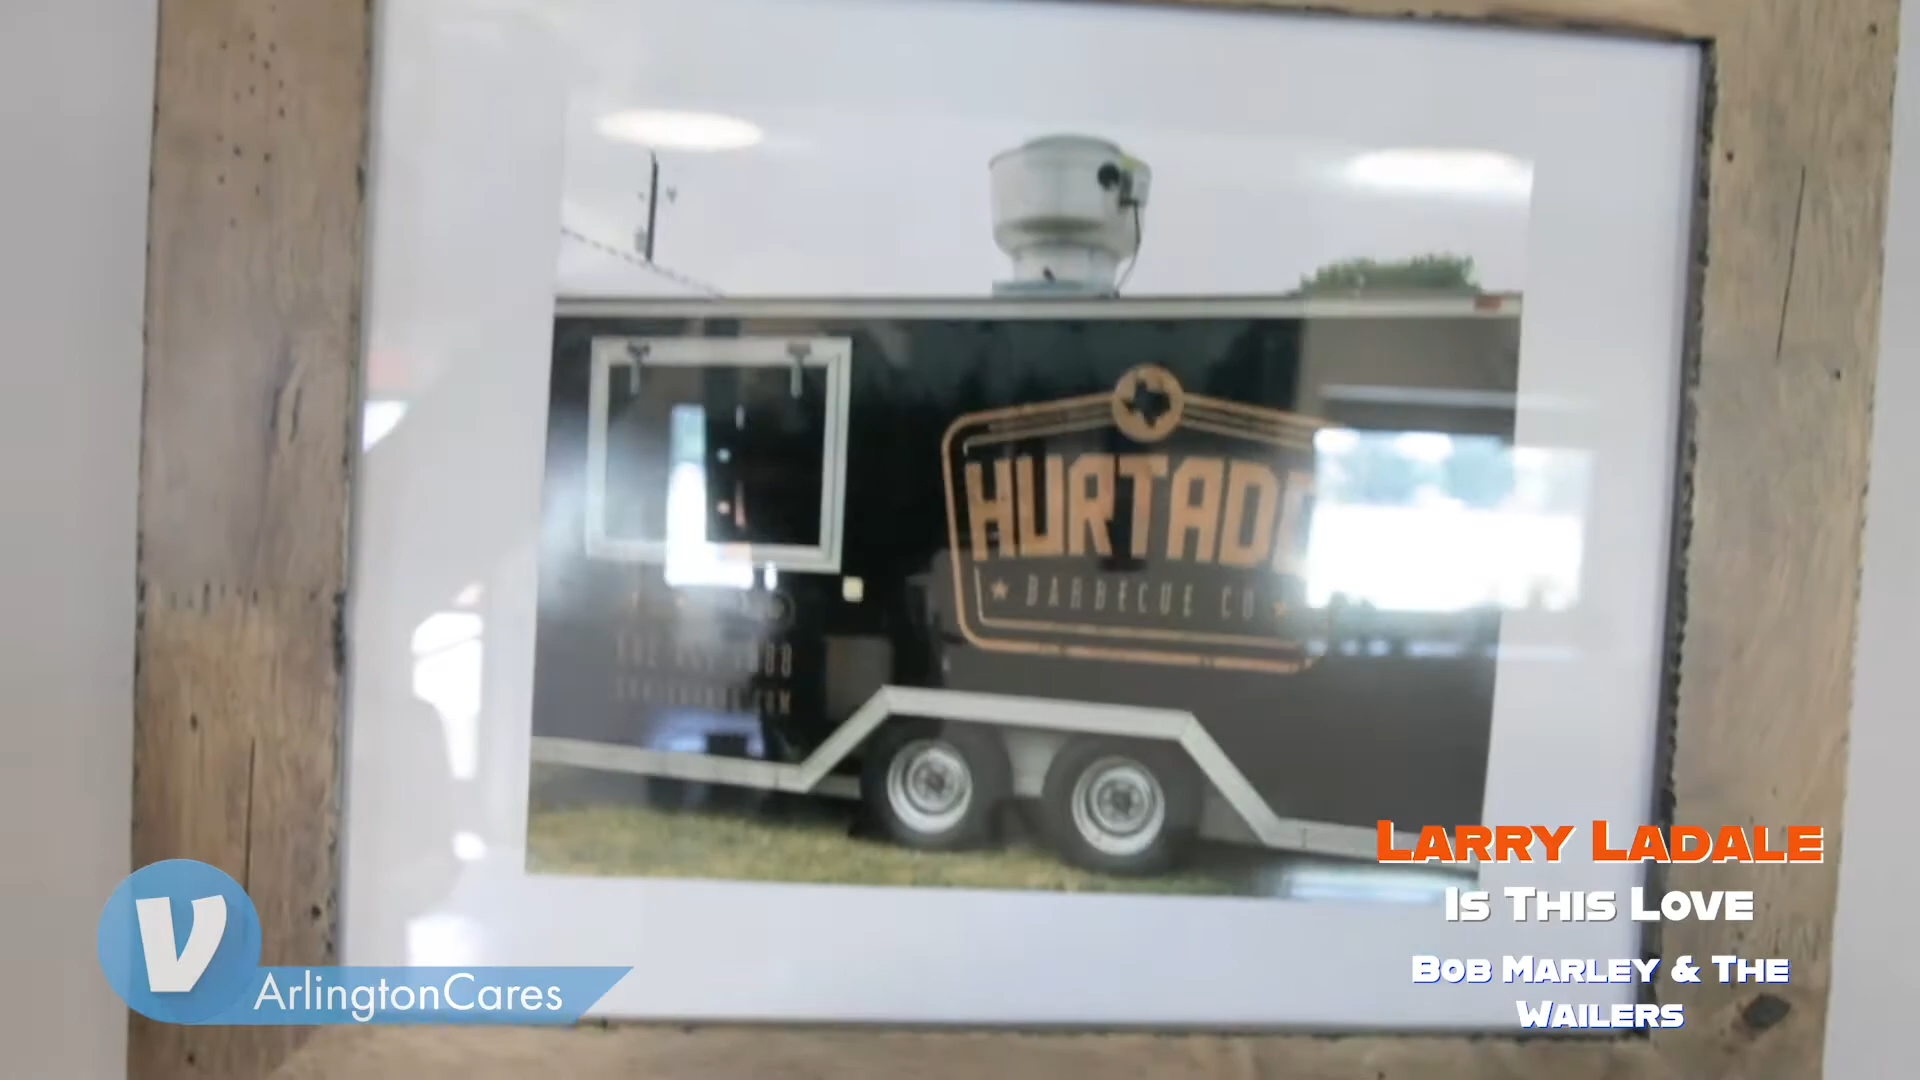 HURTADO
BARBECUE CO
V
ArlingtonCares
LARRY LADALE
IS THIS LOVE
BOB MARLEY & THE
WAILERS